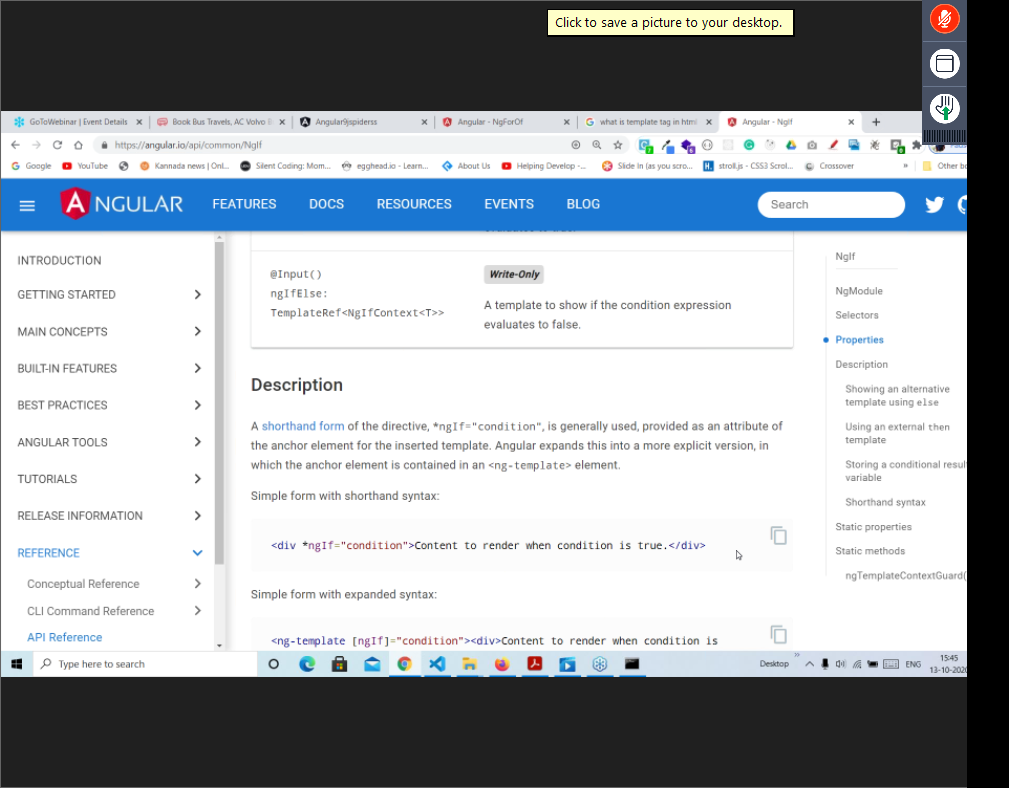 Click to save a picture to your desktop.
GoToWebinar | Event Details
Book Bus Travels, AC Volvo B
Angular9jspiderss
Angular - NgForOf
what is template tag in html
Angular - NgIf
https://angular.io/api/common/NgIf
Google
YouTube
Kannada news | Onl...
Silent Coding: Mom...
egghead.io - Learn...
About Us
Helping Develop -...
Slide In (as you scro...
stroll.js - CSS3 Scroll...
Crossover
»
Other bo
ANGULAR
FEATURES
DOCS
RESOURCES
EVENTS
BLOG
Search
INTRODUCTION
GETTING STARTED
MAIN CONCEPTS
BUILT-IN FEATURES
BEST PRACTICES
ANGULAR TOOLS
TUTORIALS
RELEASE INFORMATION
REFERENCE
Conceptual Reference
CLI Command Reference
API Reference
@Input()
ngIfElse:
TemplateRef<NgIfContext<T>>
Write-Only
A template to show if the condition expression
evaluates to false.
Description
A shorthand form of the directive, *ngIf="condition", is generally used, provided as an attribute of
the anchor element for the inserted template. Angular expands this into a more explicit version, in
which the anchor element is contained in an <ng-template> element.
Simple form with shorthand syntax:
<div *ngIf="condition">Content to render when condition is true.</div>
Simple form with expanded syntax:
<ng-template [ngIf]="condition"><div>Content to render when condition is
NgIf
NgModule
Selectors
Properties
Description
Showing an alternative
template using else
Using an external then
template
Storing a conditional resul
variable
Shorthand syntax
Static properties
Static methods
ngTemplateContextGuard(
Type here to search
Desktop
»
ENG
15:45
13-10-2020